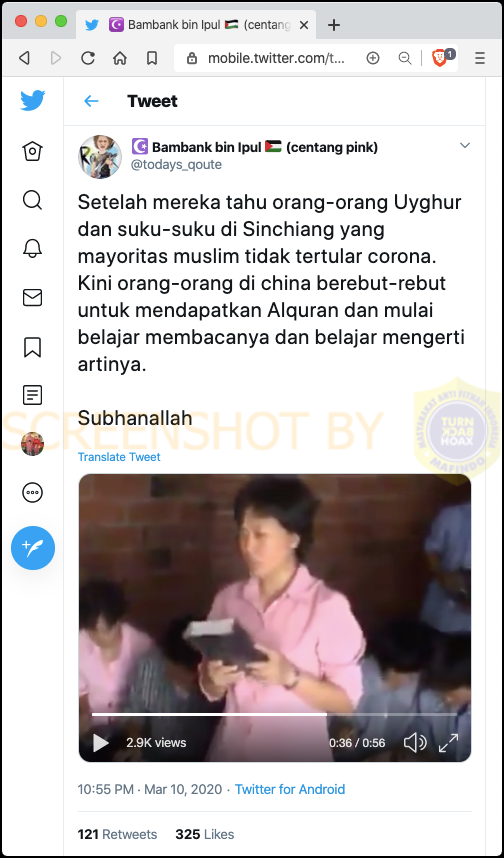 Bambank bin Ipul 🇵🇸 (centang
mobile.twitter.com/t...
1
Tweet
Bambank bin Ipul 🇵🇸 (centang pink)
@todays_qoute
Setelah mereka tahu orang-orang Uyghur
dan suku-suku di Sinchiang yang
mayoritas muslim tidak tertular corona.
Kini orang-orang di china berebut-rebut
untuk mendapatkan Alquran dan mulai
belajar membacanya dan belajar mengerti
artinya.
Subhanallah
SCREENSHOT BY
MASYARAKAT ANTI FITNAH INDONESIA
TURN
BACK
HOAX
MAFINDO
Translate Tweet
2.9K views
0:36 / 0:56
10:55 PM · Mar 10, 2020 · Twitter for Android
121 Retweets 325 Likes